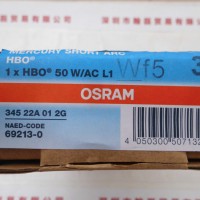 MERCURY SHORT ARC
HBO®
1 x HBO® 50 W/AC L1
Wf5
3
OSRAM
345 22A 01 2G
NAED-CODE
69213-0
4 050300 507132